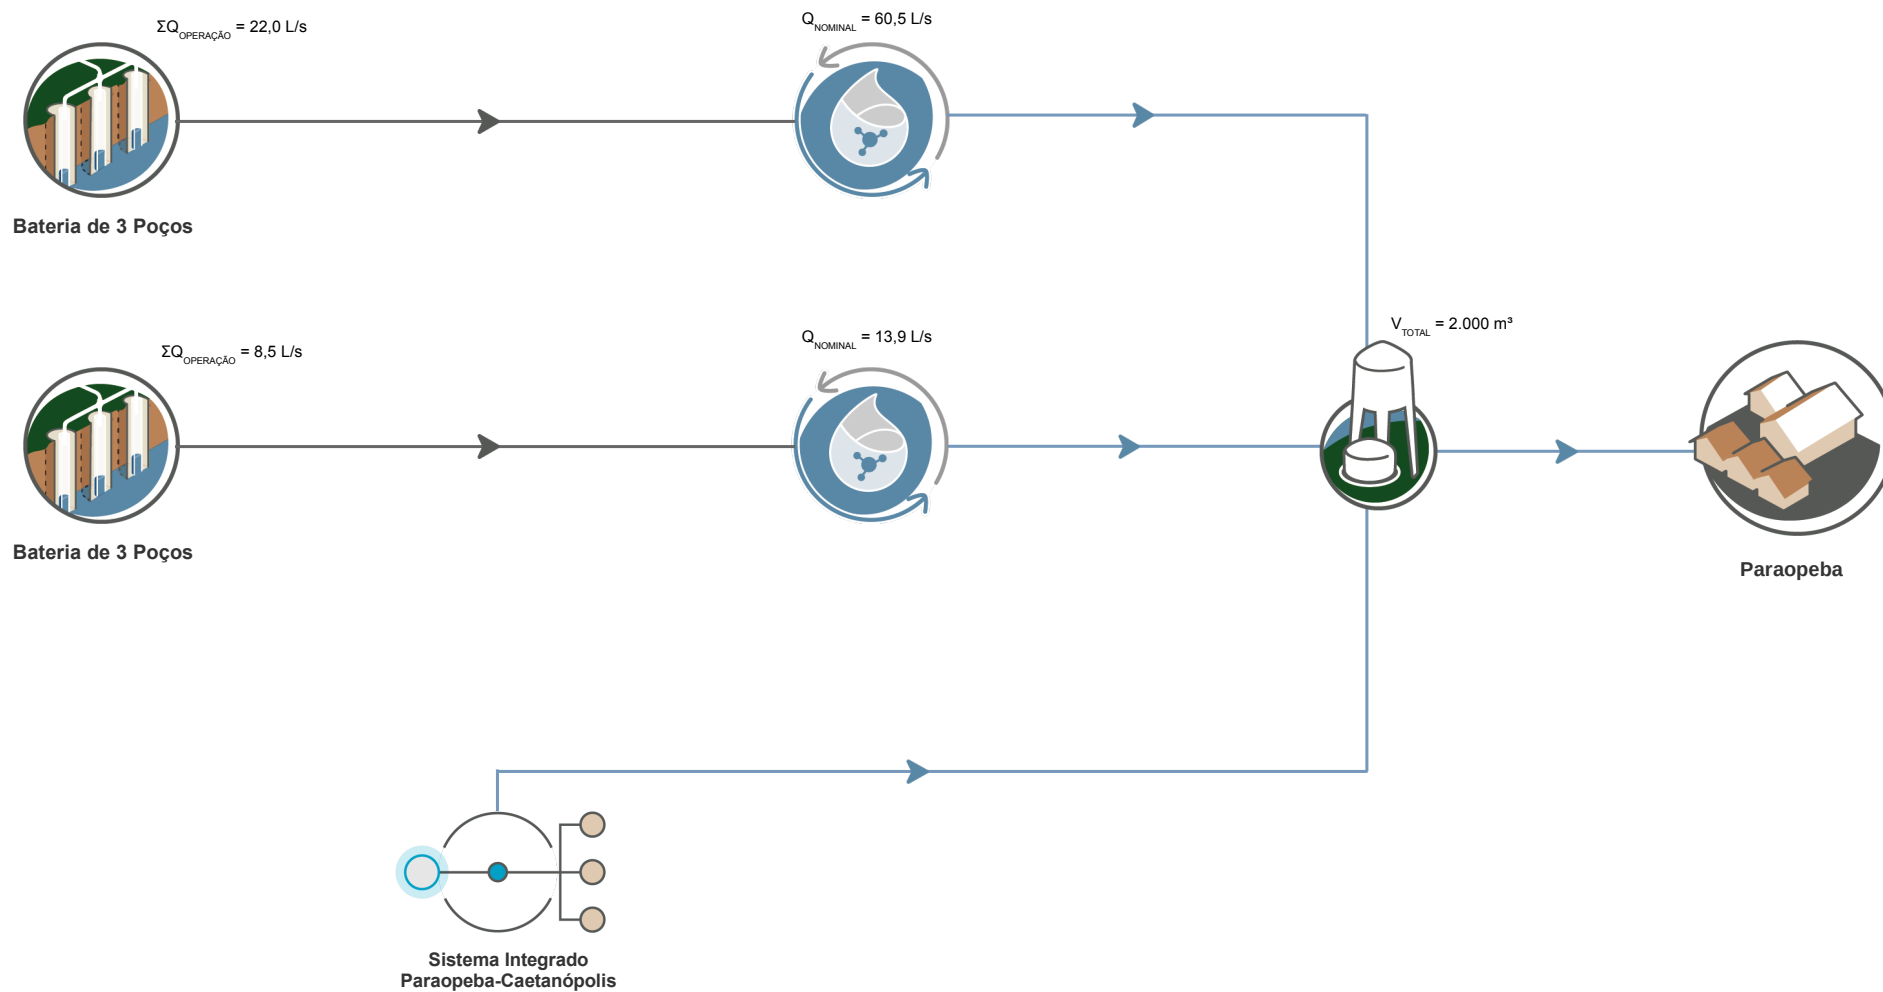 ΣQOPERAÇÃO = 22,0 L/s
QNOMINAL = 60,5 L/s
Bateria de 3 Poços
ΣQOPERAÇÃO = 8,5 L/s
QNOMINAL = 13,9 L/s
VTOTAL = 2.000 m³
Bateria de 3 Poços
Paraopeba
Sistema Integrado
Paraopeba-Caetanópolis